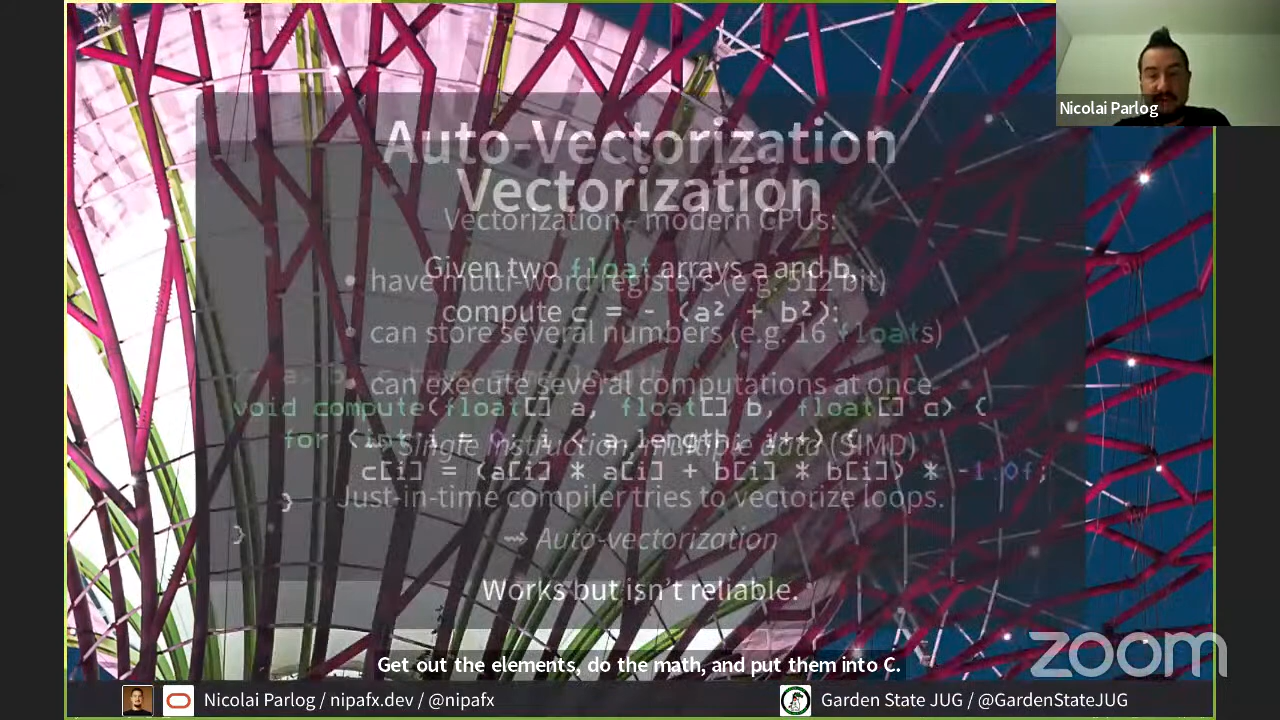 Nicolai Parlog
Auto-Vectorization
Vectorization
Vectorization - modern CPUs:
Given two float arrays a and b,
have multi-word registers (e.g. 512 bit)
compute c = - (a² + b²):
can store several numbers (e.g. 16 floats)
can execute several computations at once
void compute(float[] a, float[] b, float[] c) {
for (int i = 0; i < a.length; i++) {
Single instruction multiple data (SIMD)
c[i] = (a[i] * a[i] + b[i] * b[i]) * -1.0f;
Just-in-time compiler tries to vectorize loops.
}
}
⇝ Auto-vectorization
Works but isn't reliable.
Get out the elements, do the math, and put them into C.
zoom
Nicolai Parlog / nipafx.dev / @nipafx
Garden State JUG / @GardenStateJUG